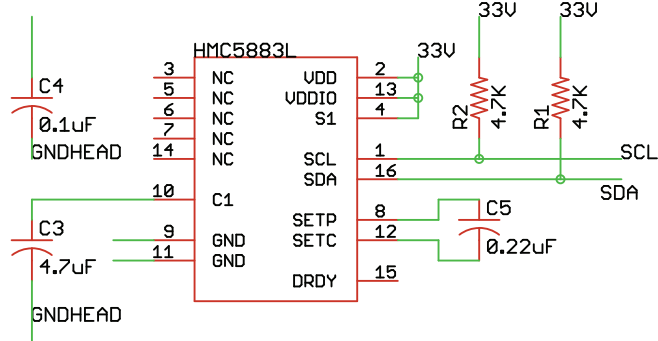 33V 33V
HMC5883L 33V
C4 0.1uF GNDHEAD
3 NC VDD 2
5 NC VDDIO 13
6 NC S1 4
7 NC
14 NC SCL 1 SCL
SDA 16 SDA
R2 4.7K R1 4.7K
10 C1
C3 4.7uF GNDHEAD
SETP 8 C5
9 GND SETC 12 0.22uF
11 GND
DRDY 15